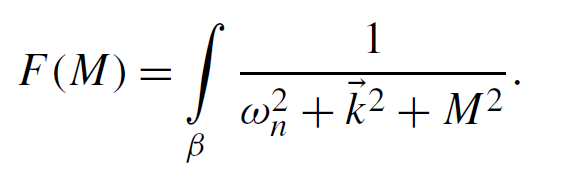 F(M) = ∫_β 1 / (ω_n^2 + \vec{k}^2 + M^2).